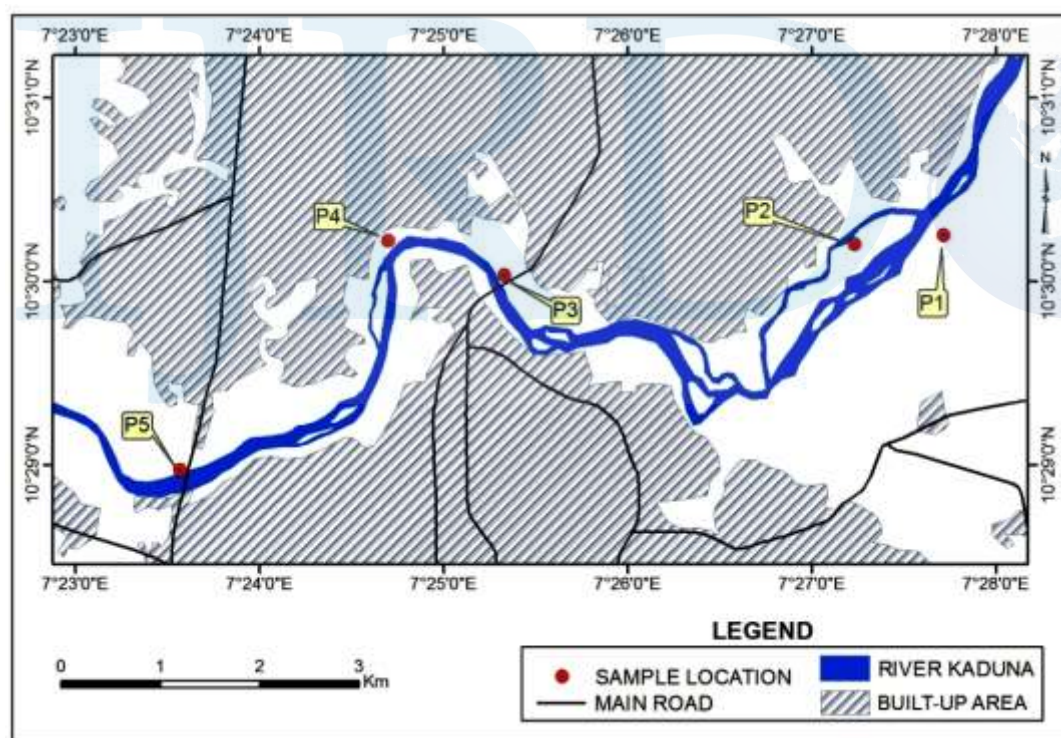 7°23'0"E 7°24'0"E 7°25'0"E 7°26'0"E 7°27'0"E 7°28'0"E
10°31'0"N 10°31'0"N
N
P4
P2
P3
P1
10°30'0"N 10°30'0"N
P5
10°29'0"N 10°29'0"N
7°23'0"E 7°24'0"E 7°25'0"E 7°26'0"E 7°27'0"E 7°28'0"E
LEGEND
0 1 2 3
Km
SAMPLE LOCATION RIVER KADUNA
MAIN ROAD BUILT-UP AREA